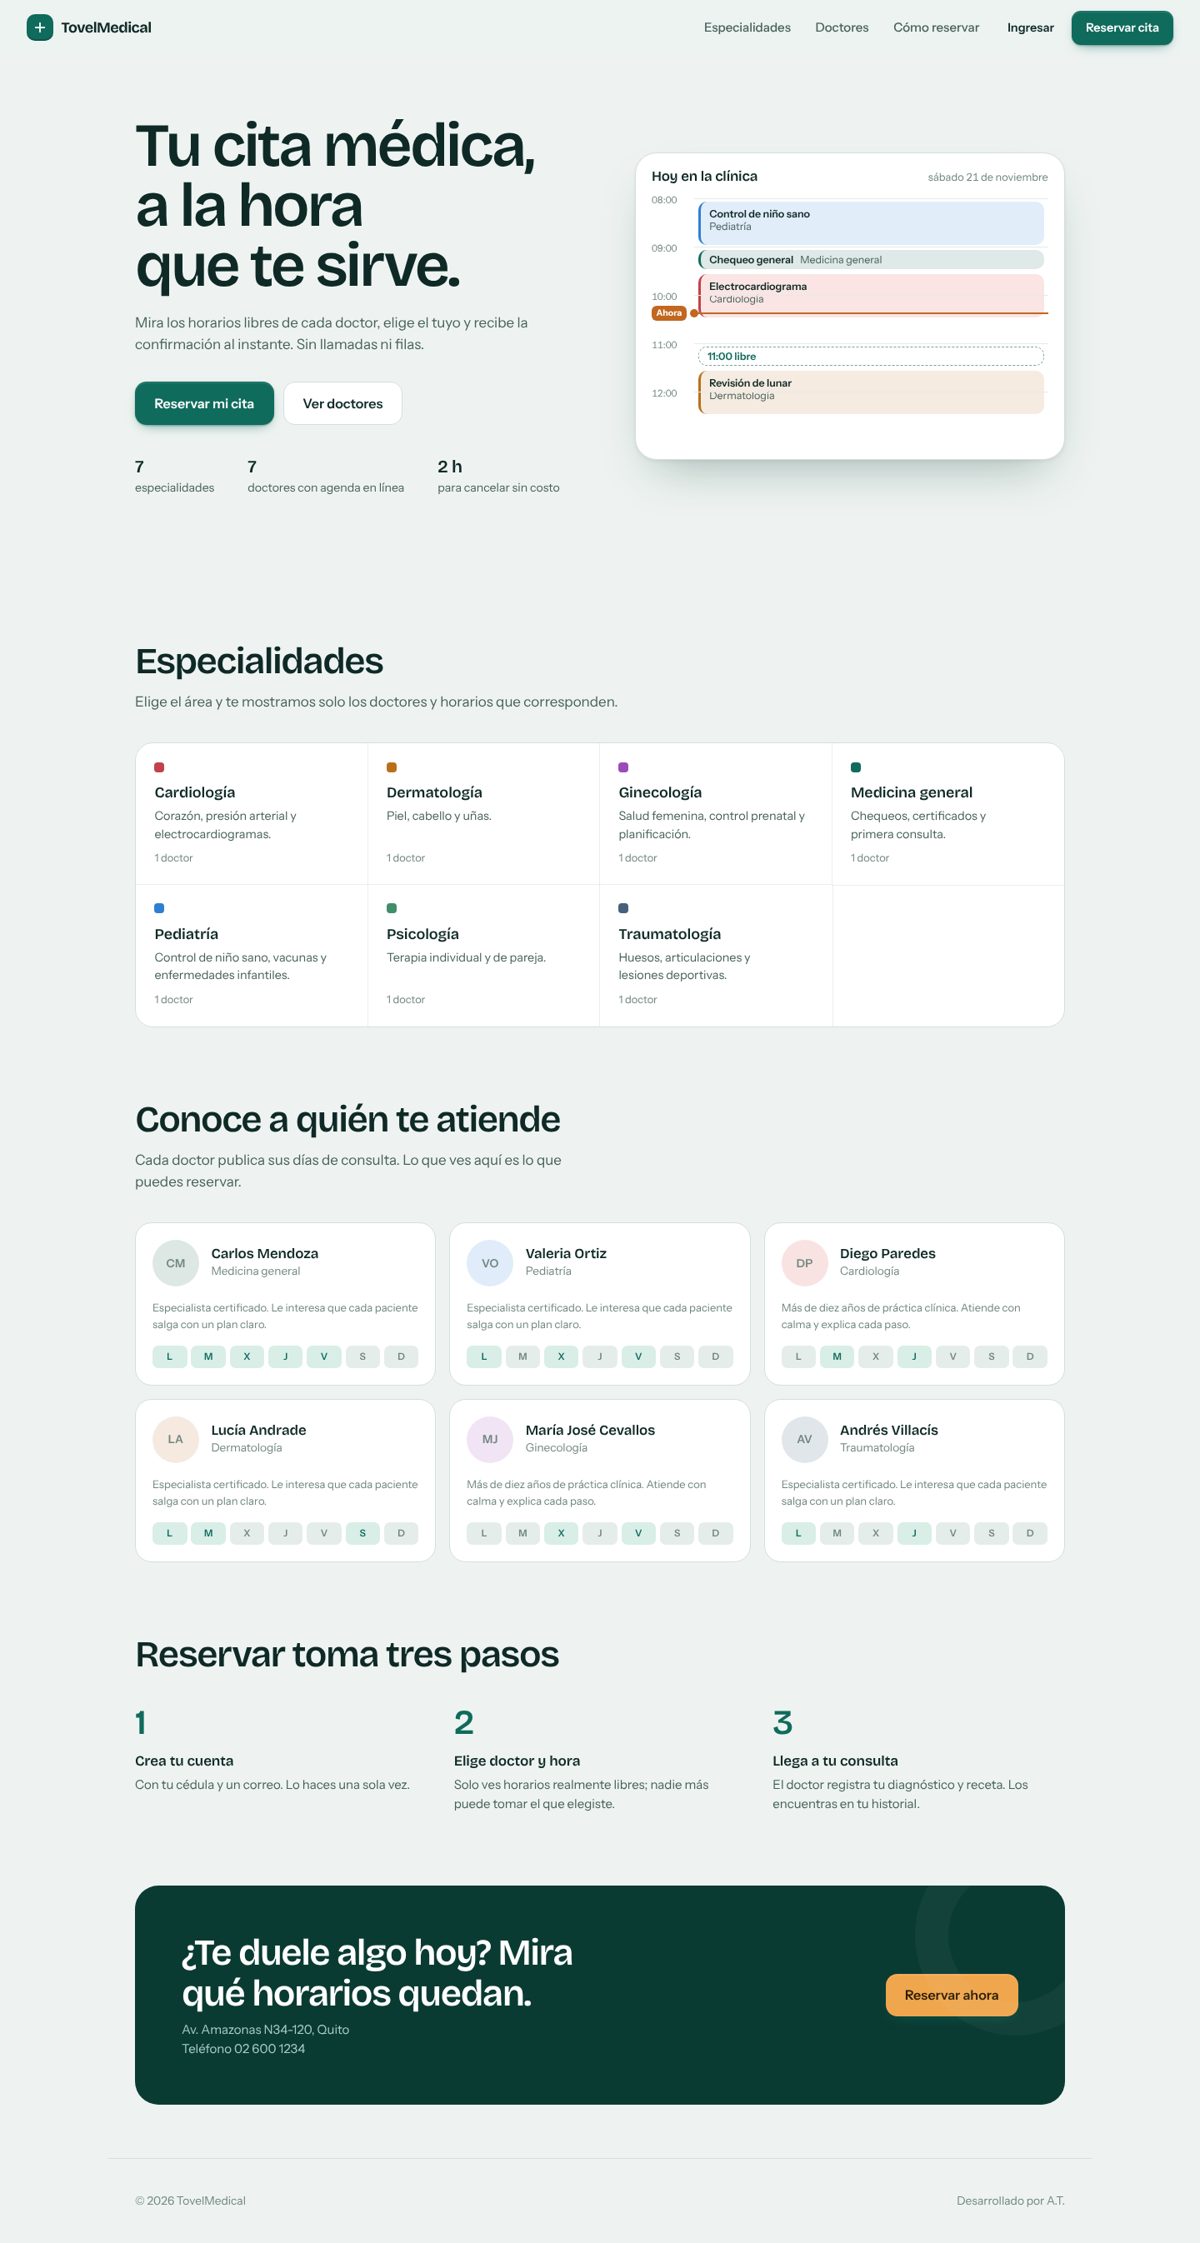 TovelMedical
Especialidades Doctores Cómo reservar Ingresar Reservar cita
Tu cita médica,
a la hora
que te sirve.
Mira los horarios libres de cada doctor, elige el tuyo y recibe la
confirmación al instante. Sin llamadas ni filas.
Reservar mi cita Ver doctores
7 7 2 h
especialidades doctores con agenda en línea para cancelar sin costo
Hoy en la clínica sábado 21 de noviembre
08:00
Control de niño sano
Pediatría
09:00
Chequeo general Medicina general
Electrocardiograma
10:00 Cardiología
Ahora
11:00
11:00 libre
Revisión de lunar
12:00 Dermatología
Especialidades
Elige el área y te mostramos solo los doctores y horarios que corresponden.
Cardiología
Corazón, presión arterial y
electrocardiogramas.
1 doctor
Dermatología
Piel, cabello y uñas.
1 doctor
Ginecología
Salud femenina, control prenatal y
planificación.
1 doctor
Medicina general
Chequeos, certificados y
primera consulta.
1 doctor
Pediatría
Control de niño sano, vacunas y
enfermedades infantiles.
1 doctor
Psicología
Terapia individual y de pareja.
1 doctor
Traumatología
Huesos, articulaciones y
lesiones deportivas.
1 doctor
Conoce a quién te atiende
Cada doctor publica sus días de consulta. Lo que ves aquí es lo que
puedes reservar.
CM
Carlos Mendoza
Medicina general
Especialista certificado. Le interesa que cada paciente
salga con un plan claro.
L M X J V S D
VO
Valeria Ortiz
Pediatría
Especialista certificado. Le interesa que cada paciente
salga con un plan claro.
L M X J V S D
DP
Diego Paredes
Cardiología
Más de diez años de práctica clínica. Atiende con
calma y explica cada paso.
L M X J V S D
LA
Lucía Andrade
Dermatología
Especialista certificado. Le interesa que cada paciente
salga con un plan claro.
L M X J V S D
MJ
María José Cevallos
Ginecología
Más de diez años de práctica clínica. Atiende con
calma y explica cada paso.
L M X J V S D
AV
Andrés Villacís
Traumatología
Especialista certificado. Le interesa que cada paciente
salga con un plan claro.
L M X J V S D
Reservar toma tres pasos
1
Crea tu cuenta
Con tu cédula y un correo. Lo haces una sola vez.
2
Elige doctor y hora
Solo ves horarios realmente libres; nadie más
puede tomar el que elegiste.
3
Llega a tu consulta
El doctor registra tu diagnóstico y receta. Los
encuentras en tu historial.
¿Te duele algo hoy? Mira
qué horarios quedan.
Av. Amazonas N34-120, Quito
Teléfono 02 600 1234
Reservar ahora
© 2026 TovelMedical Desarrollado por A.T.